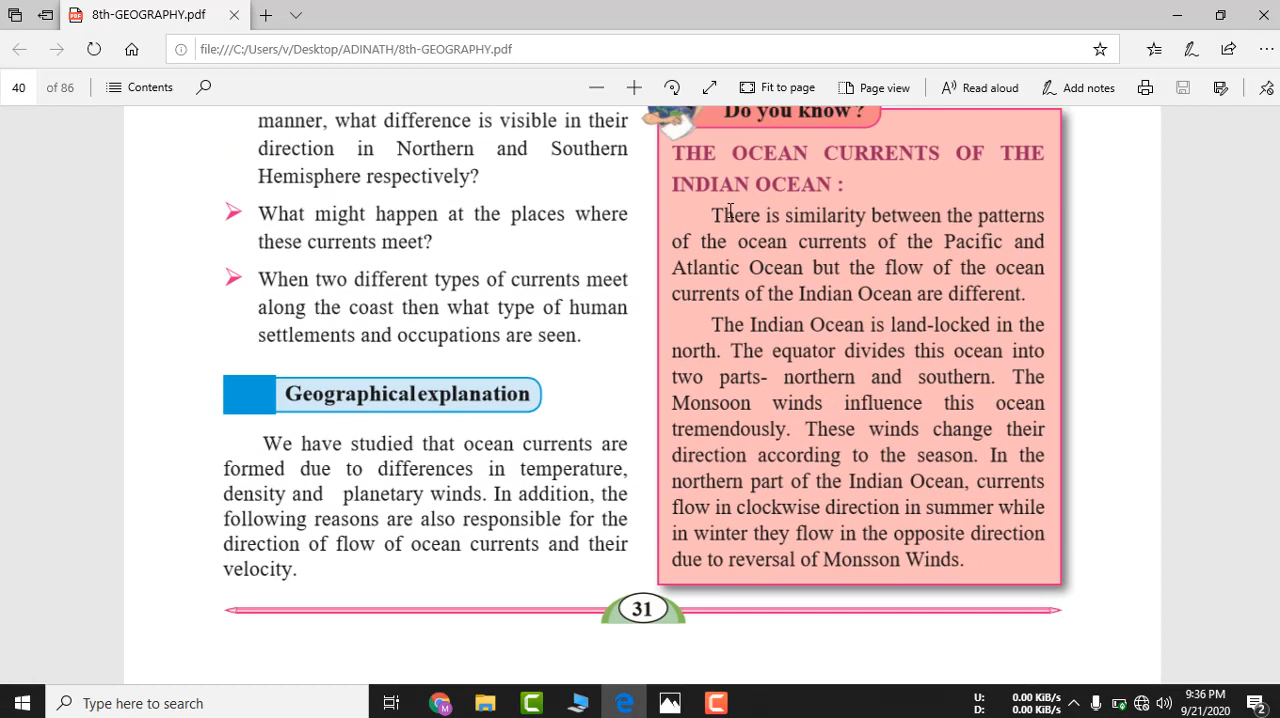 8th-GEOGRAPHY.pdf
file:///C:/Users/v/Desktop/ADINATH/8th-GEOGRAPHY.pdf
40 of 86 Contents Fit to page Page view Read aloud Add notes
manner, what difference is visible in their
direction in Northern and Southern
Hemisphere respectively?
What might happen at the places where
these currents meet?
When two different types of currents meet
along the coast then what type of human
settlements and occupations are seen.
Geographical explanation
We have studied that ocean currents are
formed due to differences in temperature,
density and planetary winds. In addition, the
following reasons are also responsible for the
direction of flow of ocean currents and their
velocity.
Do you know?
THE OCEAN CURRENTS OF THE
INDIAN OCEAN :
There is similarity between the patterns
of the ocean currents of the Pacific and
Atlantic Ocean but the flow of the ocean
currents of the Indian Ocean are different.
The Indian Ocean is land-locked in the
north. The equator divides this ocean into
two parts- northern and southern. The
Monsoon winds influence this ocean
tremendously. These winds change their
direction according to the season. In the
northern part of the Indian Ocean, currents
flow in clockwise direction in summer while
in winter they flow in the opposite direction
due to reversal of Monsson Winds.
31
Type here to search
U: 0.00 KiB/s
D: 0.00 KiB/s
9:36 PM
9/21/2020
2